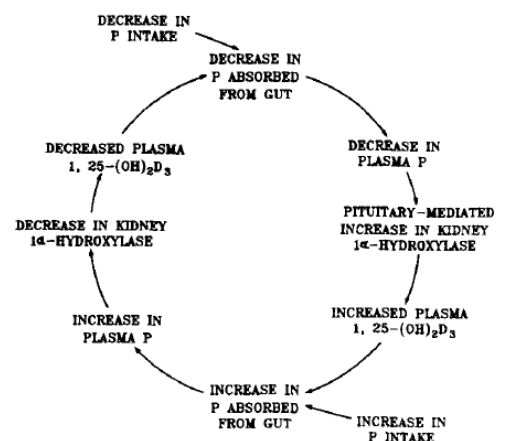 DECREASE IN
P INTAKE
DECREASE IN
P ABSORBED
FROM GUT
DECREASE IN
PLASMA P
PITUITARY-MEDIATED
INCREASE IN KIDNEY
1α-HYDROXYLASE
INCREASED PLASMA
1, 25-(OH)₂D₃
INCREASE IN
P INTAKE
INCREASE IN
P ABSORBED
FROM GUT
INCREASE IN
PLASMA P
DECREASE IN KIDNEY
1α-HYDROXYLASE
DECREASED PLASMA
1, 25-(OH)₂D₃